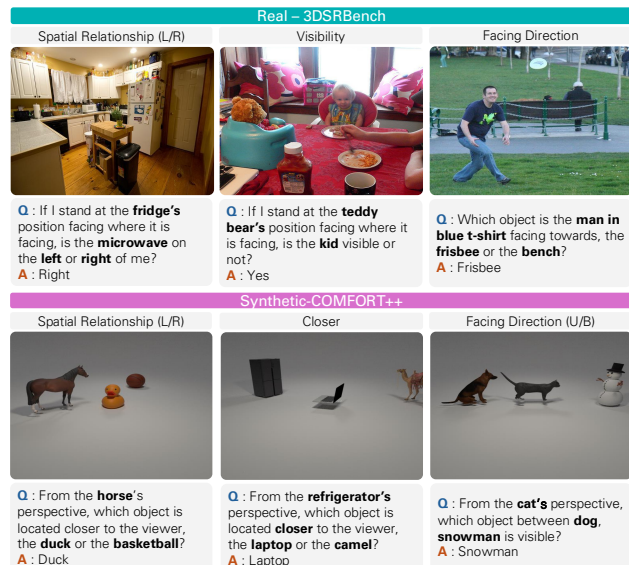 Real – 3DSRBench
Spatial Relationship (L/R)
Visibility
Facing Direction
Q : If I stand at the fridge's
position facing where it is
facing, is the microwave on
the left or right of me?
A : Right
Q : If I stand at the teddy
bear's position facing where it
is facing, is the kid visible or
not?
A : Yes
Q : Which object is the man in
blue t-shirt facing towards, the
frisbee or the bench?
A : Frisbee
Synthetic-COMFORT++
Spatial Relationship (L/R)
Closer
Facing Direction (U/B)
Q : From the horse's
perspective, which object is
located closer to the viewer,
the duck or the basketball?
A : Duck
Q : From the refrigerator's
perspective, which object is
located closer to the viewer,
the laptop or the camel?
A : Laptop
Q : From the cat's perspective,
which object between dog,
snowman is visible?
A : Snowman